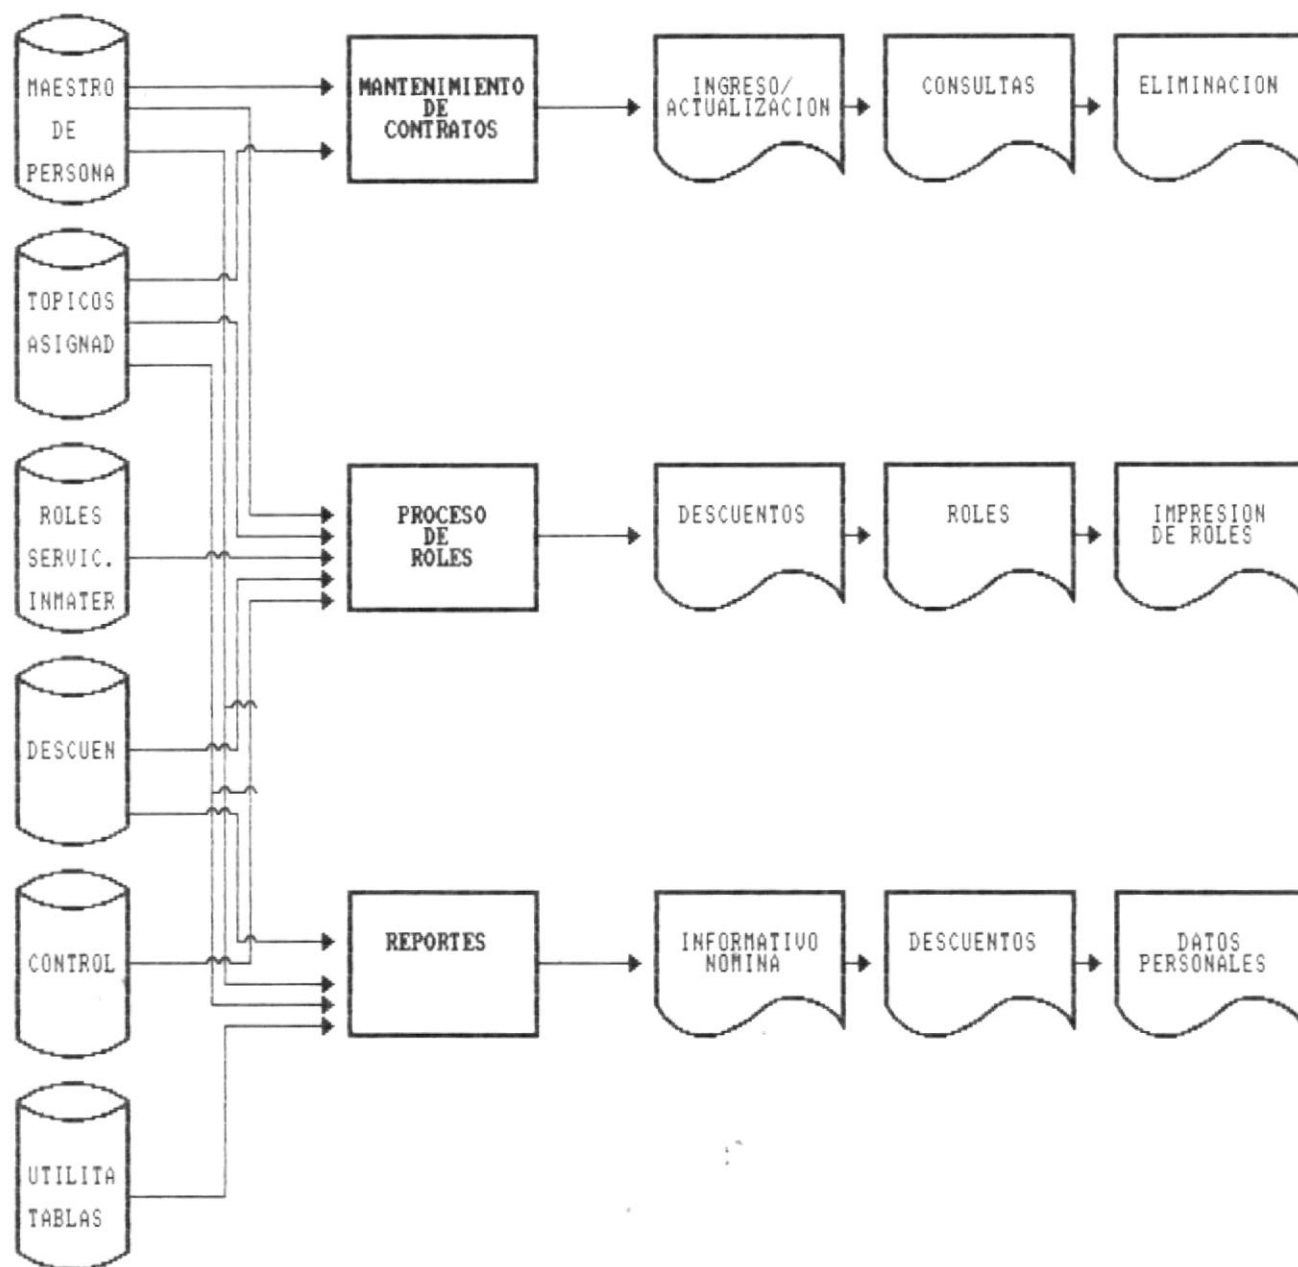 MAESTRO
DE
PERSONA
MANTENIMIENTO
DE
CONTRATOS
INGRESO/
ACTUALIZACION
CONSULTAS
ELIMINACION
TOPICOS
ASIGNAD
ROLES
SERVIC.
INMATER
PROCESO
DE
ROLES
DESCUENTOS
ROLES
IMPRESION
DE ROLES
DESCUEN
CONTROL
REPORTES
INFORMATIVO
NOMINA
DESCUENTOS
DATOS
PERSONALES
UTILITA
TABLAS